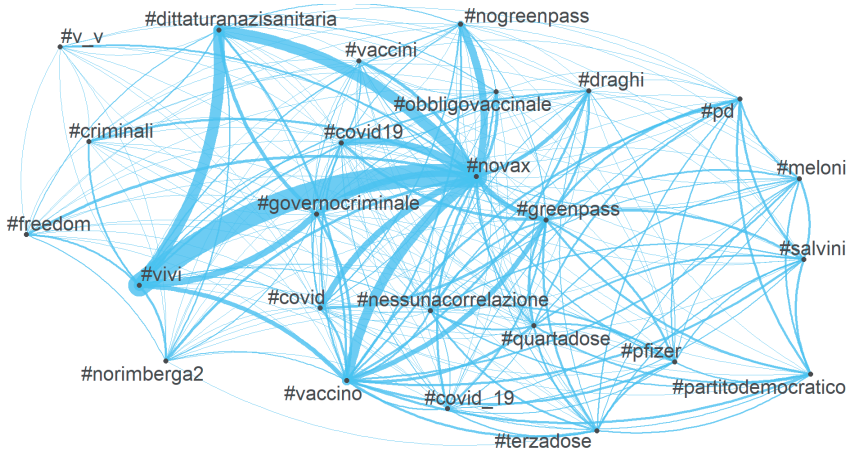 #dittaturanazisanitaria
#nogreenpass
#v_v
#vaccini
#draghi
#obbligovaccinale
#pd
#criminali
#covid19
#novax
#meloni
#governocriminale
#greenpass
#freedom
#salvini
#vivi
#covid
#nessunacorrelazione
#quartadose
#pfizer
#norimberga2
#vaccino
#covid_19
#partitodemocratico
#terzadose